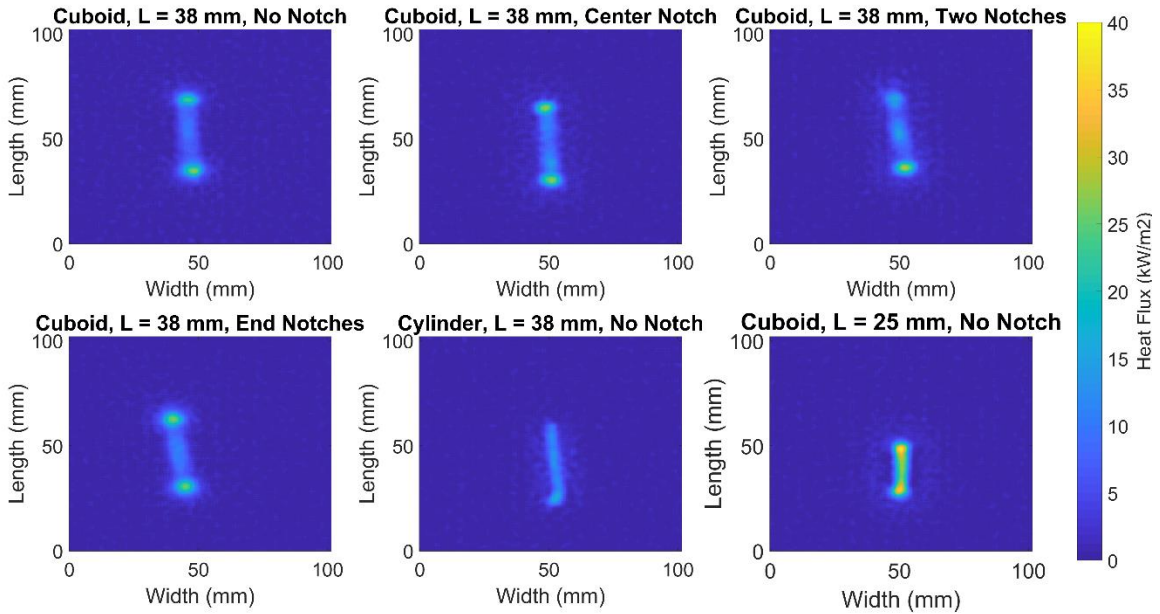 Cuboid, L = 38 mm, No Notch
100
50
0
Length (mm)
0 50 100
Width (mm)
Cuboid, L = 38 mm, Center Notch
100
50
0
Length (mm)
0 50 100
Width (mm)
Cuboid, L = 38 mm, Two Notches
100
50
0
Length (mm)
0 50 100
Width (mm)
Cuboid, L = 38 mm, End Notches
100
50
0
Length (mm)
0 50 100
Width (mm)
Cylinder, L = 38 mm, No Notch
100
50
0
Length (mm)
0 50 100
Width (mm)
Cuboid, L = 25 mm, No Notch
100
50
0
Length (mm)
0 50 100
Width (mm)
40
35
30
25
20
15
10
5
0
Heat Flux (kW/m2)